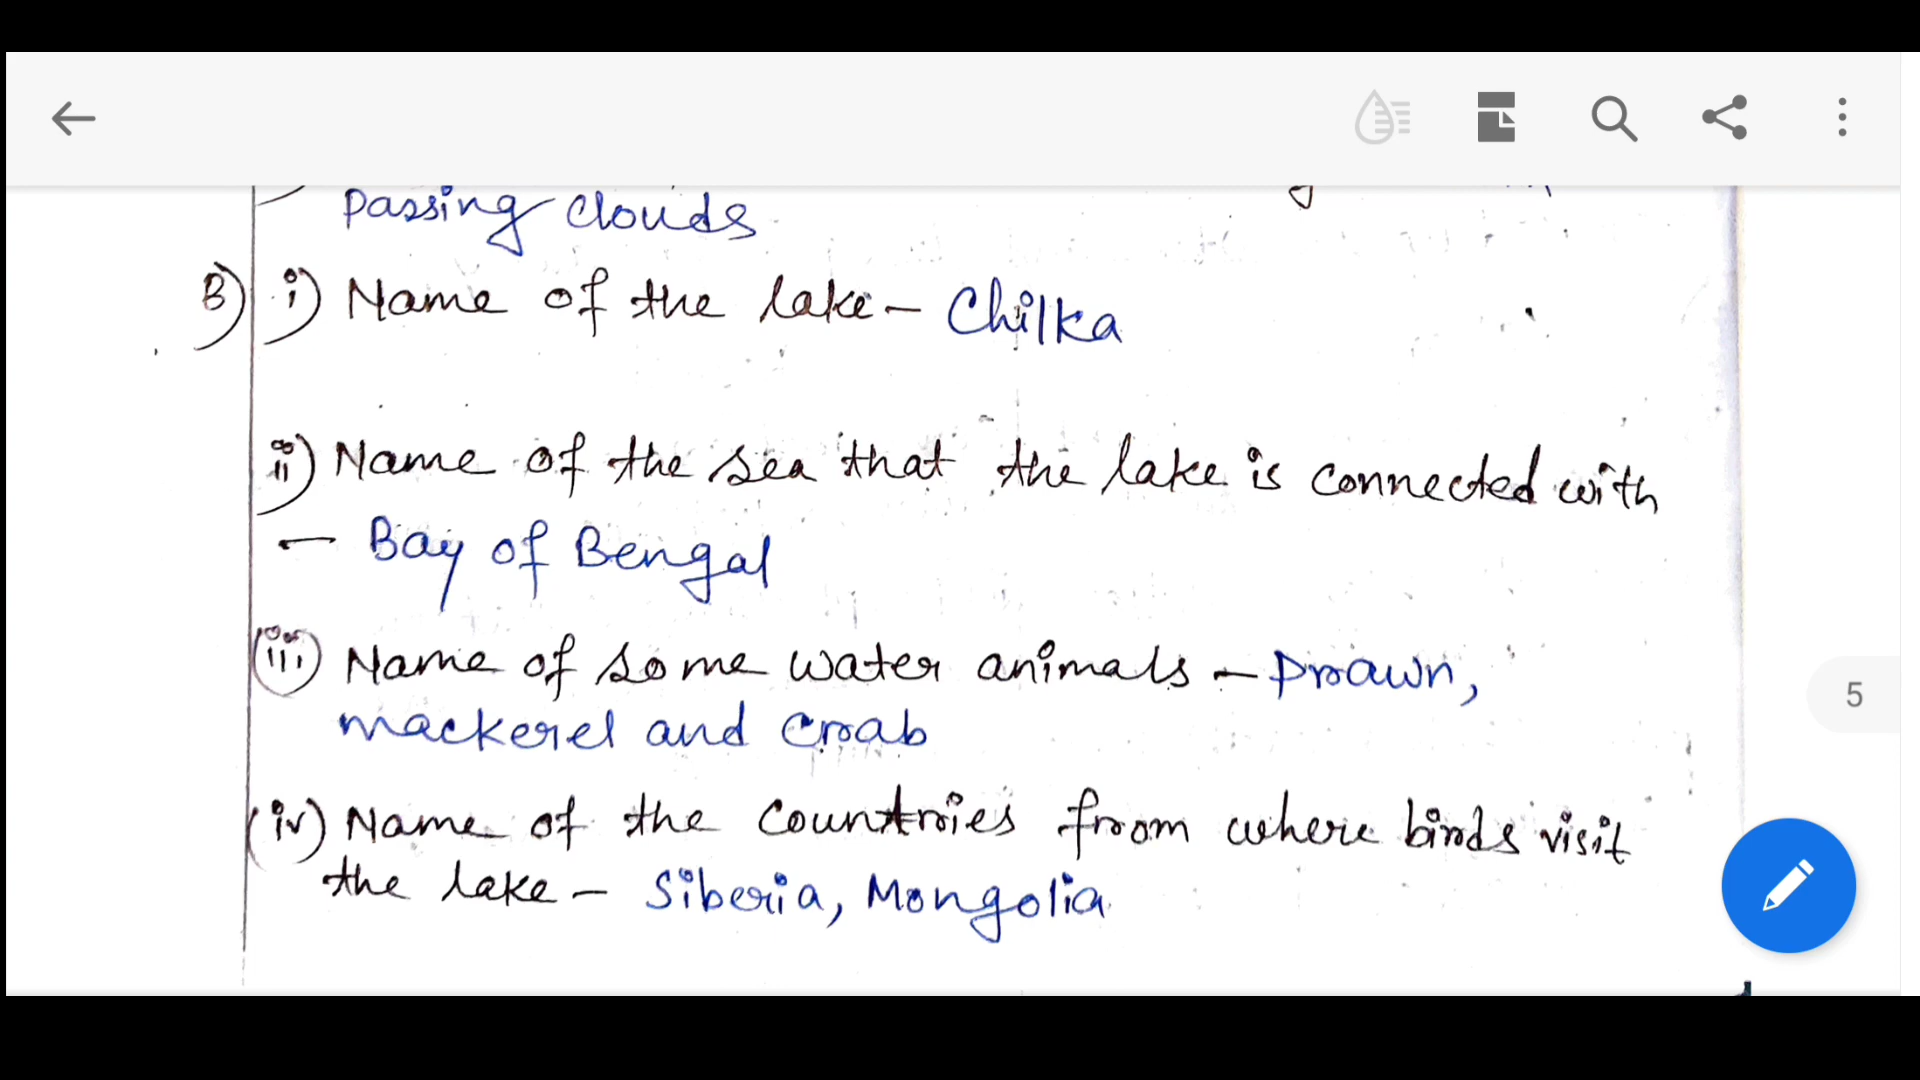 Passing clouds
B) i) Name of the lake - Chilka
ii) Name of the sea that the lake is connected with
- Bay of Bengal
(iii) Name of some water animals - Prawn,
mackerel and Crab
(iv) Name of the countries from where birds visit
the lake - Siberia, Mongolia
5